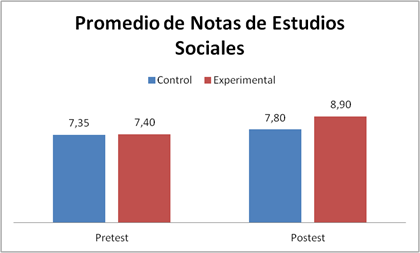 Promedio de Notas de Estudios
Sociales
Control Experimental
7,35 7,40 7,80 8,90
Pretest Postest